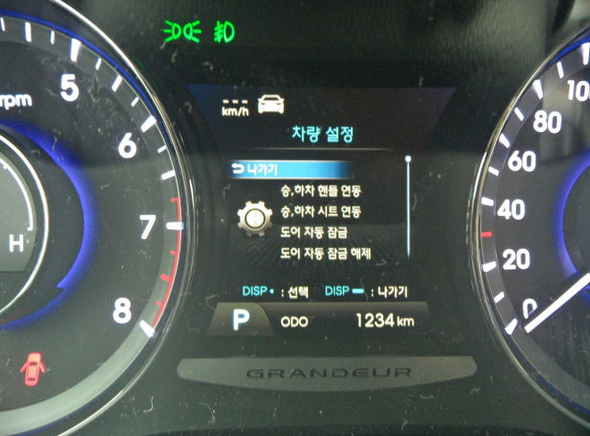 rpm
5
6
7
8
H
--- km/h
차량 설정
나가기
승,하차 핸들 연동
승,하차 시트 연동
도어 자동 잠금
도어 자동 잠금 해제
DISP • : 선택 DISP ▬ : 나가기
P ODO 1234 km
GRANDEUR
80
60
40
20
0